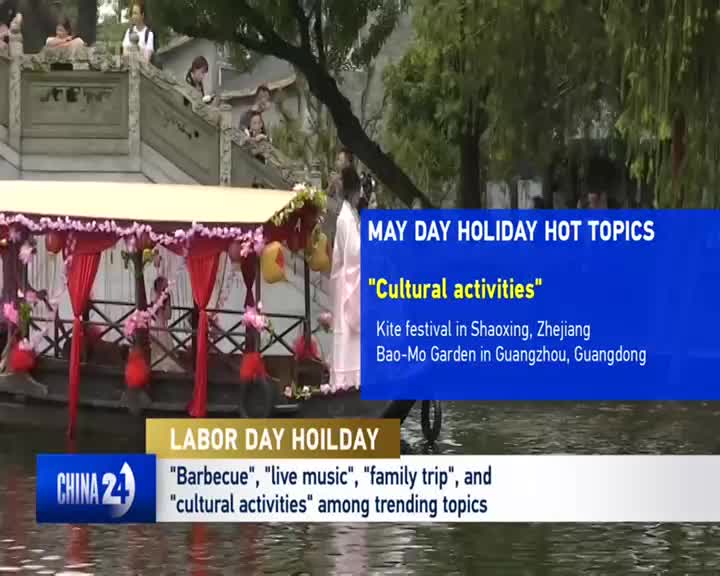 MAY DAY HOLIDAY HOT TOPICS
"Cultural activities"
Kite festival in Shaoxing, Zhejiang
Bao-Mo Garden in Guangzhou, Guangdong
LABOR DAY HOILDAY
CHINA 24
"Barbecue", "live music", "family trip", and
"cultural activities" among trending topics